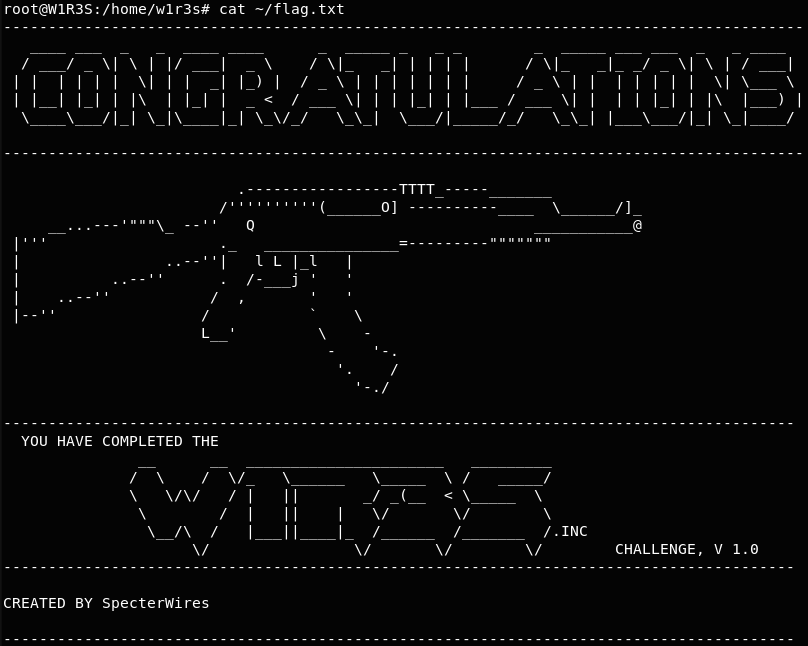 root@W1R3S:/home/w1r3s# cat ~/flag.txt
CONGRATULATIONS
YOU HAVE COMPLETED THE
W1R3S
.INC
CHALLENGE, V 1.0
CREATED BY SpecterWires